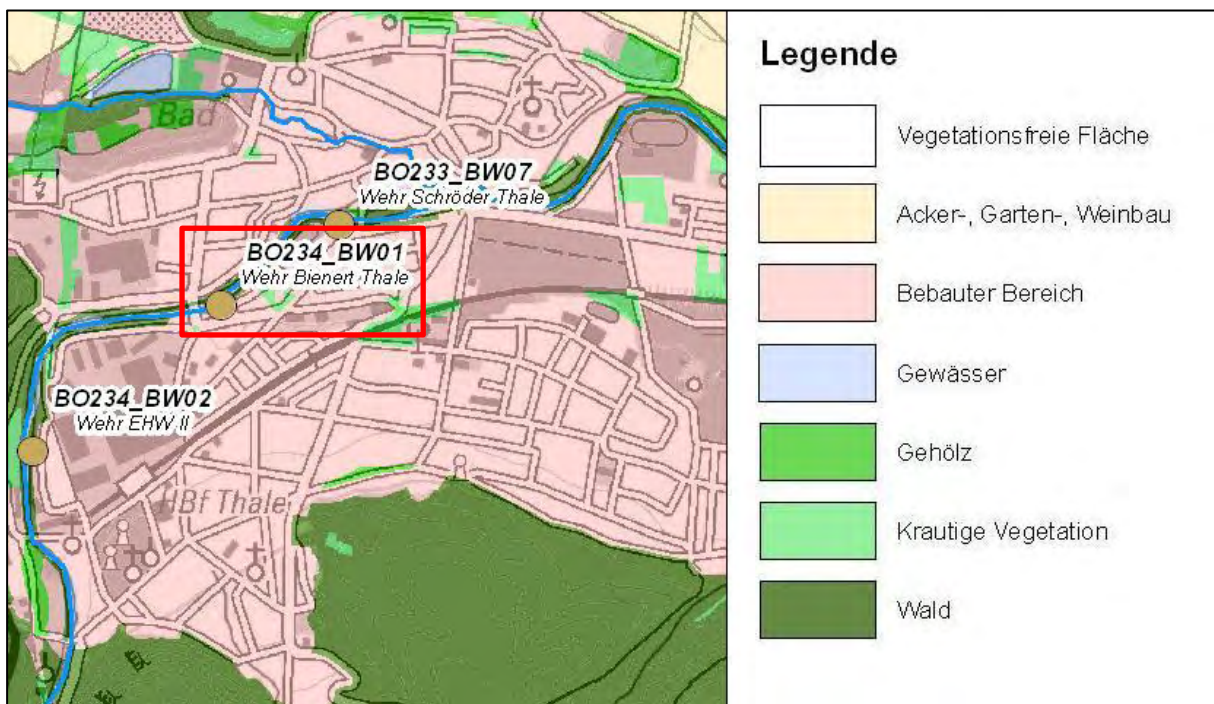 Bad
BO233_BW07
Wehr Schröder Thale
BO234_BW01
Wehr Bienert Thale
BO234_BW02
Wehr EHW II
HBf Thale
Legende
Vegetationsfreie Fläche
Acker-, Garten-, Weinbau
Bebauter Bereich
Gewässer
Gehölz
Krautige Vegetation
Wald